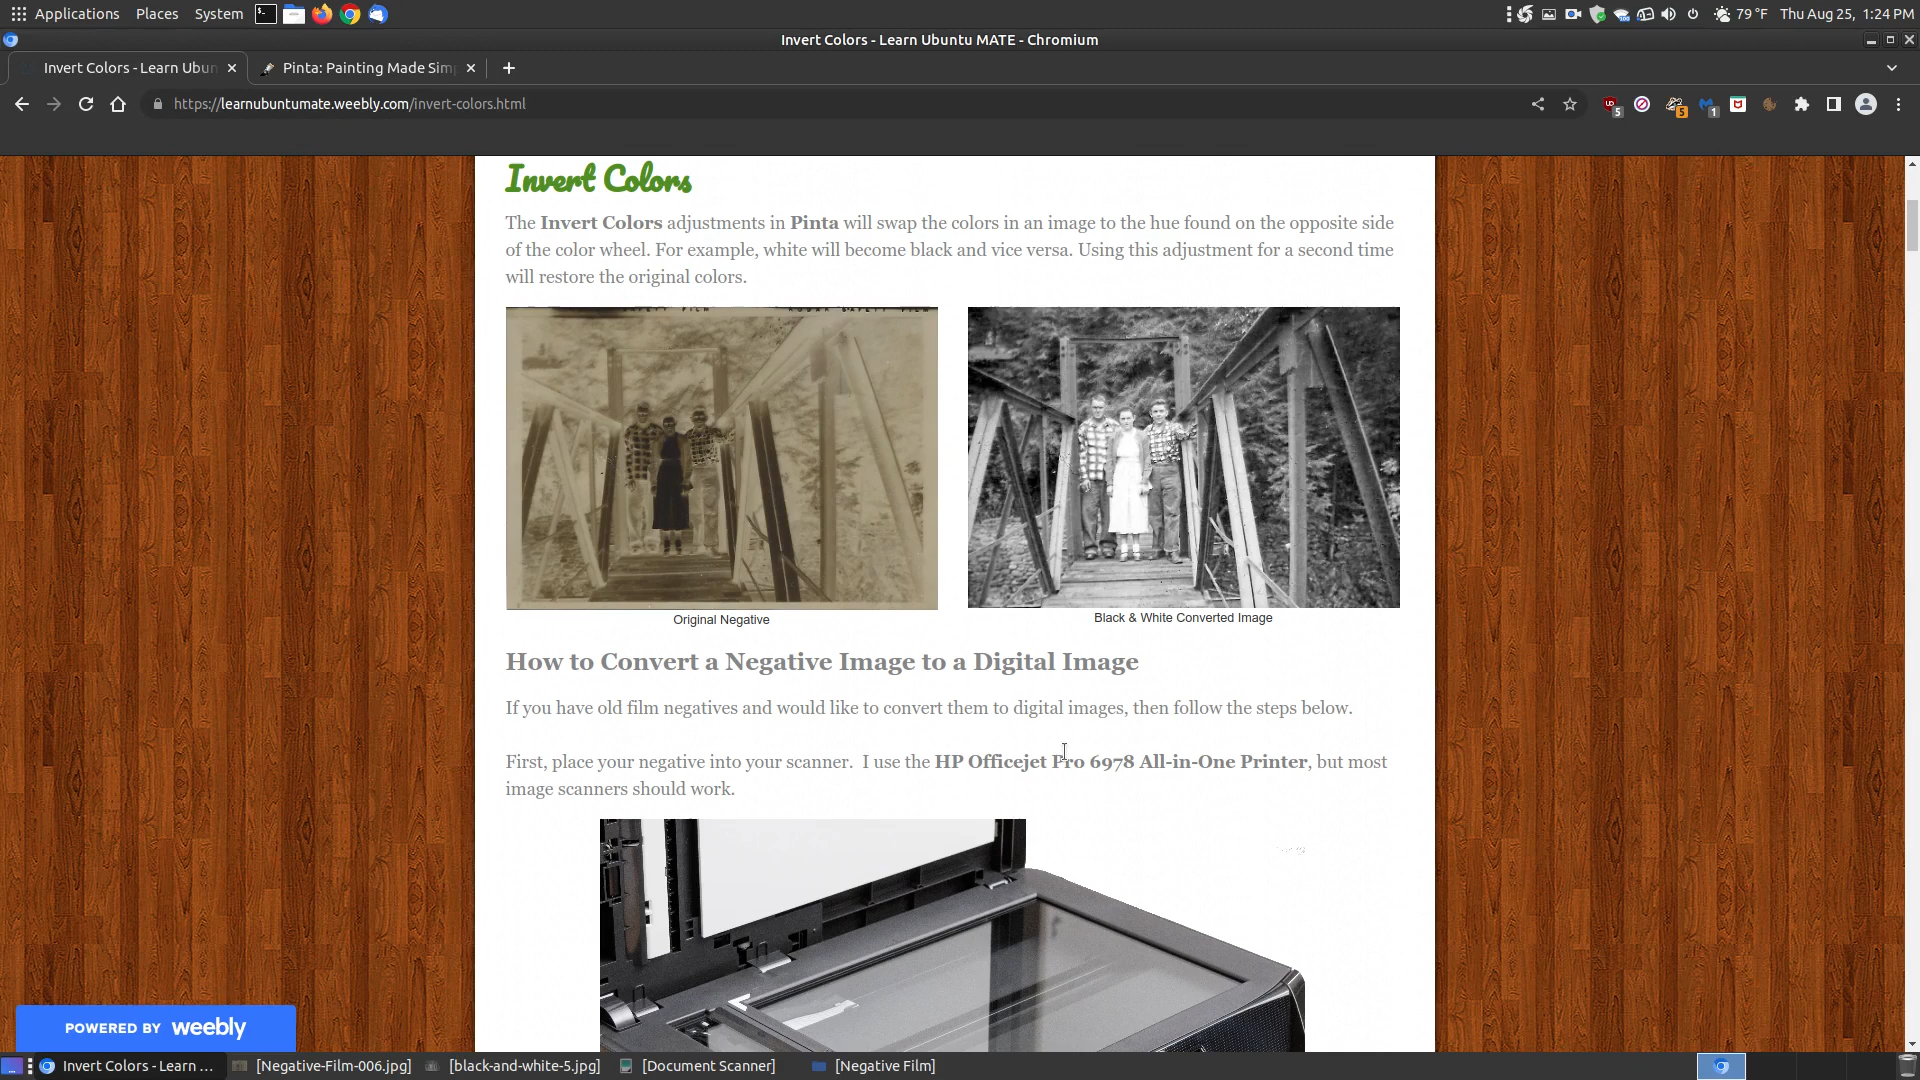 Applications Places System 79 °F Thu Aug 25, 1:24 PM
Invert Colors - Learn Ubuntu MATE - Chromium
Invert Colors - Learn Ubun Pinta: Painting Made Sim
https://learnubuntumate.weebly.com/invert-colors.html
5 5 1
Invert Colors
The Invert Colors adjustments in Pinta will swap the colors in an image to the hue found on the opposite side
of the color wheel. For example, white will become black and vice versa. Using this adjustment for a second time
will restore the original colors.
Original Negative
Black & White Converted Image
How to Convert a Negative Image to a Digital Image
If you have old film negatives and would like to convert them to digital images, then follow the steps below.
First, place your negative into your scanner. I use the HP Officejet Pro 6978 All-in-One Printer, but most
image scanners should work.
POWERED BY weebly
Invert Colors - Learn ... [Negative-Film-006.jpg] [black-and-white-5.jpg] [Document Scanner] [Negative Film]